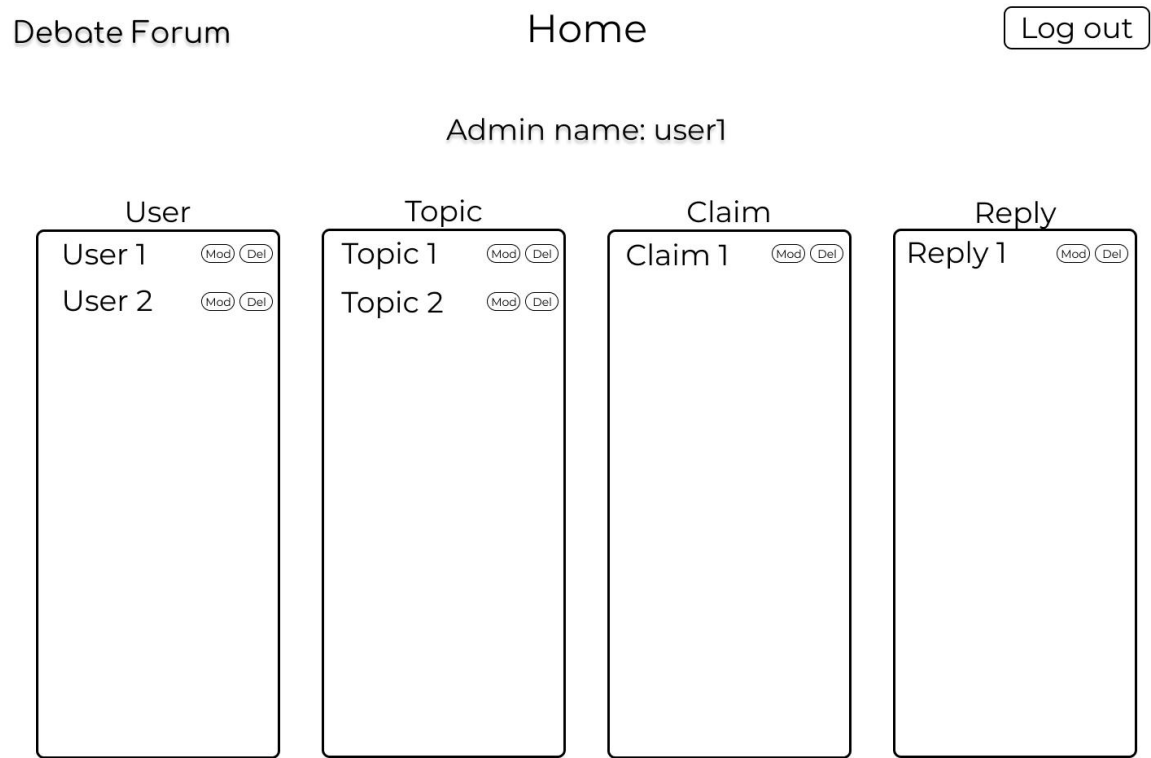 Debate Forum
Home
Log out
Admin name: user1
User
Topic
Claim
Reply
User 1 Mod Del
User 2 Mod Del
Topic 1 Mod Del
Topic 2 Mod Del
Claim 1 Mod Del
Reply 1 Mod Del